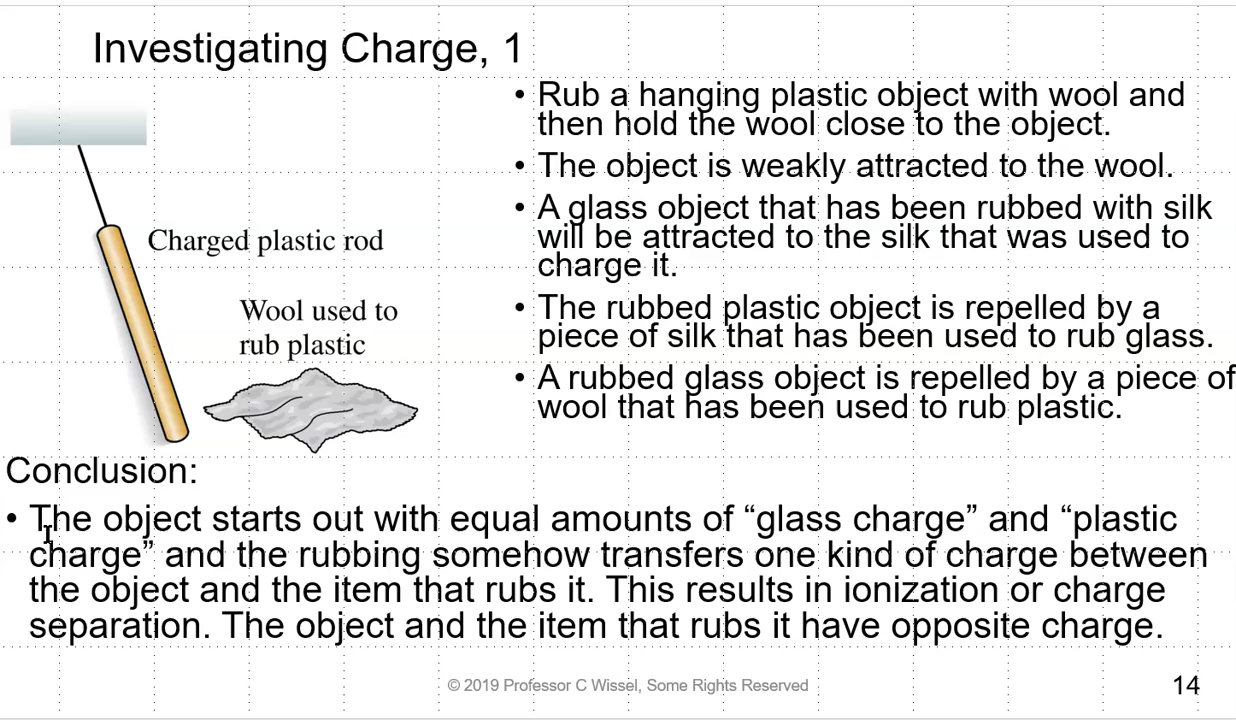 Investigating Charge, 1
• Rub a hanging plastic object with wool and
then hold the wool close to the object.
• The object is weakly attracted to the wool.
• A glass object that has been rubbed with silk
will be attracted to the silk that was used to
charge it.
• The rubbed plastic object is repelled by a
piece of silk that has been used to rub glass.
• A rubbed glass object is repelled by a piece of
wool that has been used to rub plastic.
Charged plastic rod
Wool used to
rub plastic
Conclusion:
• The object starts out with equal amounts of “glass charge” and “plastic
charge” and the rubbing somehow transfers one kind of charge between
the object and the item that rubs it. This results in ionization or charge
separation. The object and the item that rubs it have opposite charge.
© 2019 Professor C Wissel, Some Rights Reserved
14